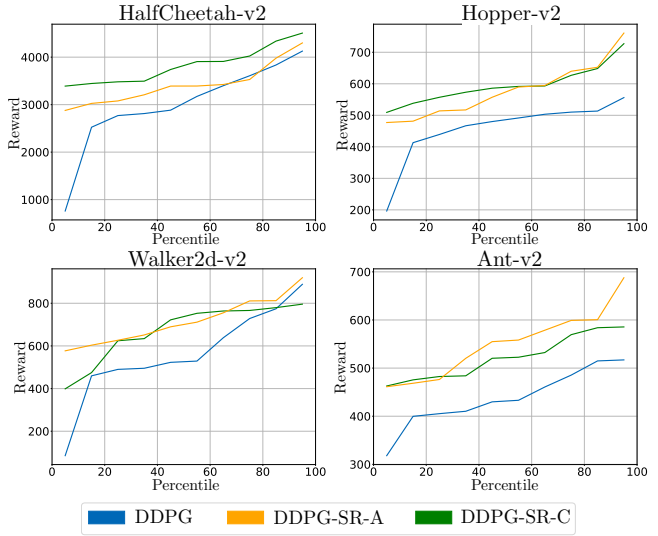 HalfCheetah-v2
Hopper-v2
Reward
4000
3000
2000
1000
0 20 40 60 80 100
Percentile
Reward
700
600
500
400
300
200
0 20 40 60 80 100
Percentile
Walker2d-v2
Ant-v2
Reward
800
600
400
200
0 20 40 60 80 100
Percentile
Reward
700
600
500
400
300
0 20 40 60 80 100
Percentile
DDPG DDPG-SR-A DDPG-SR-C